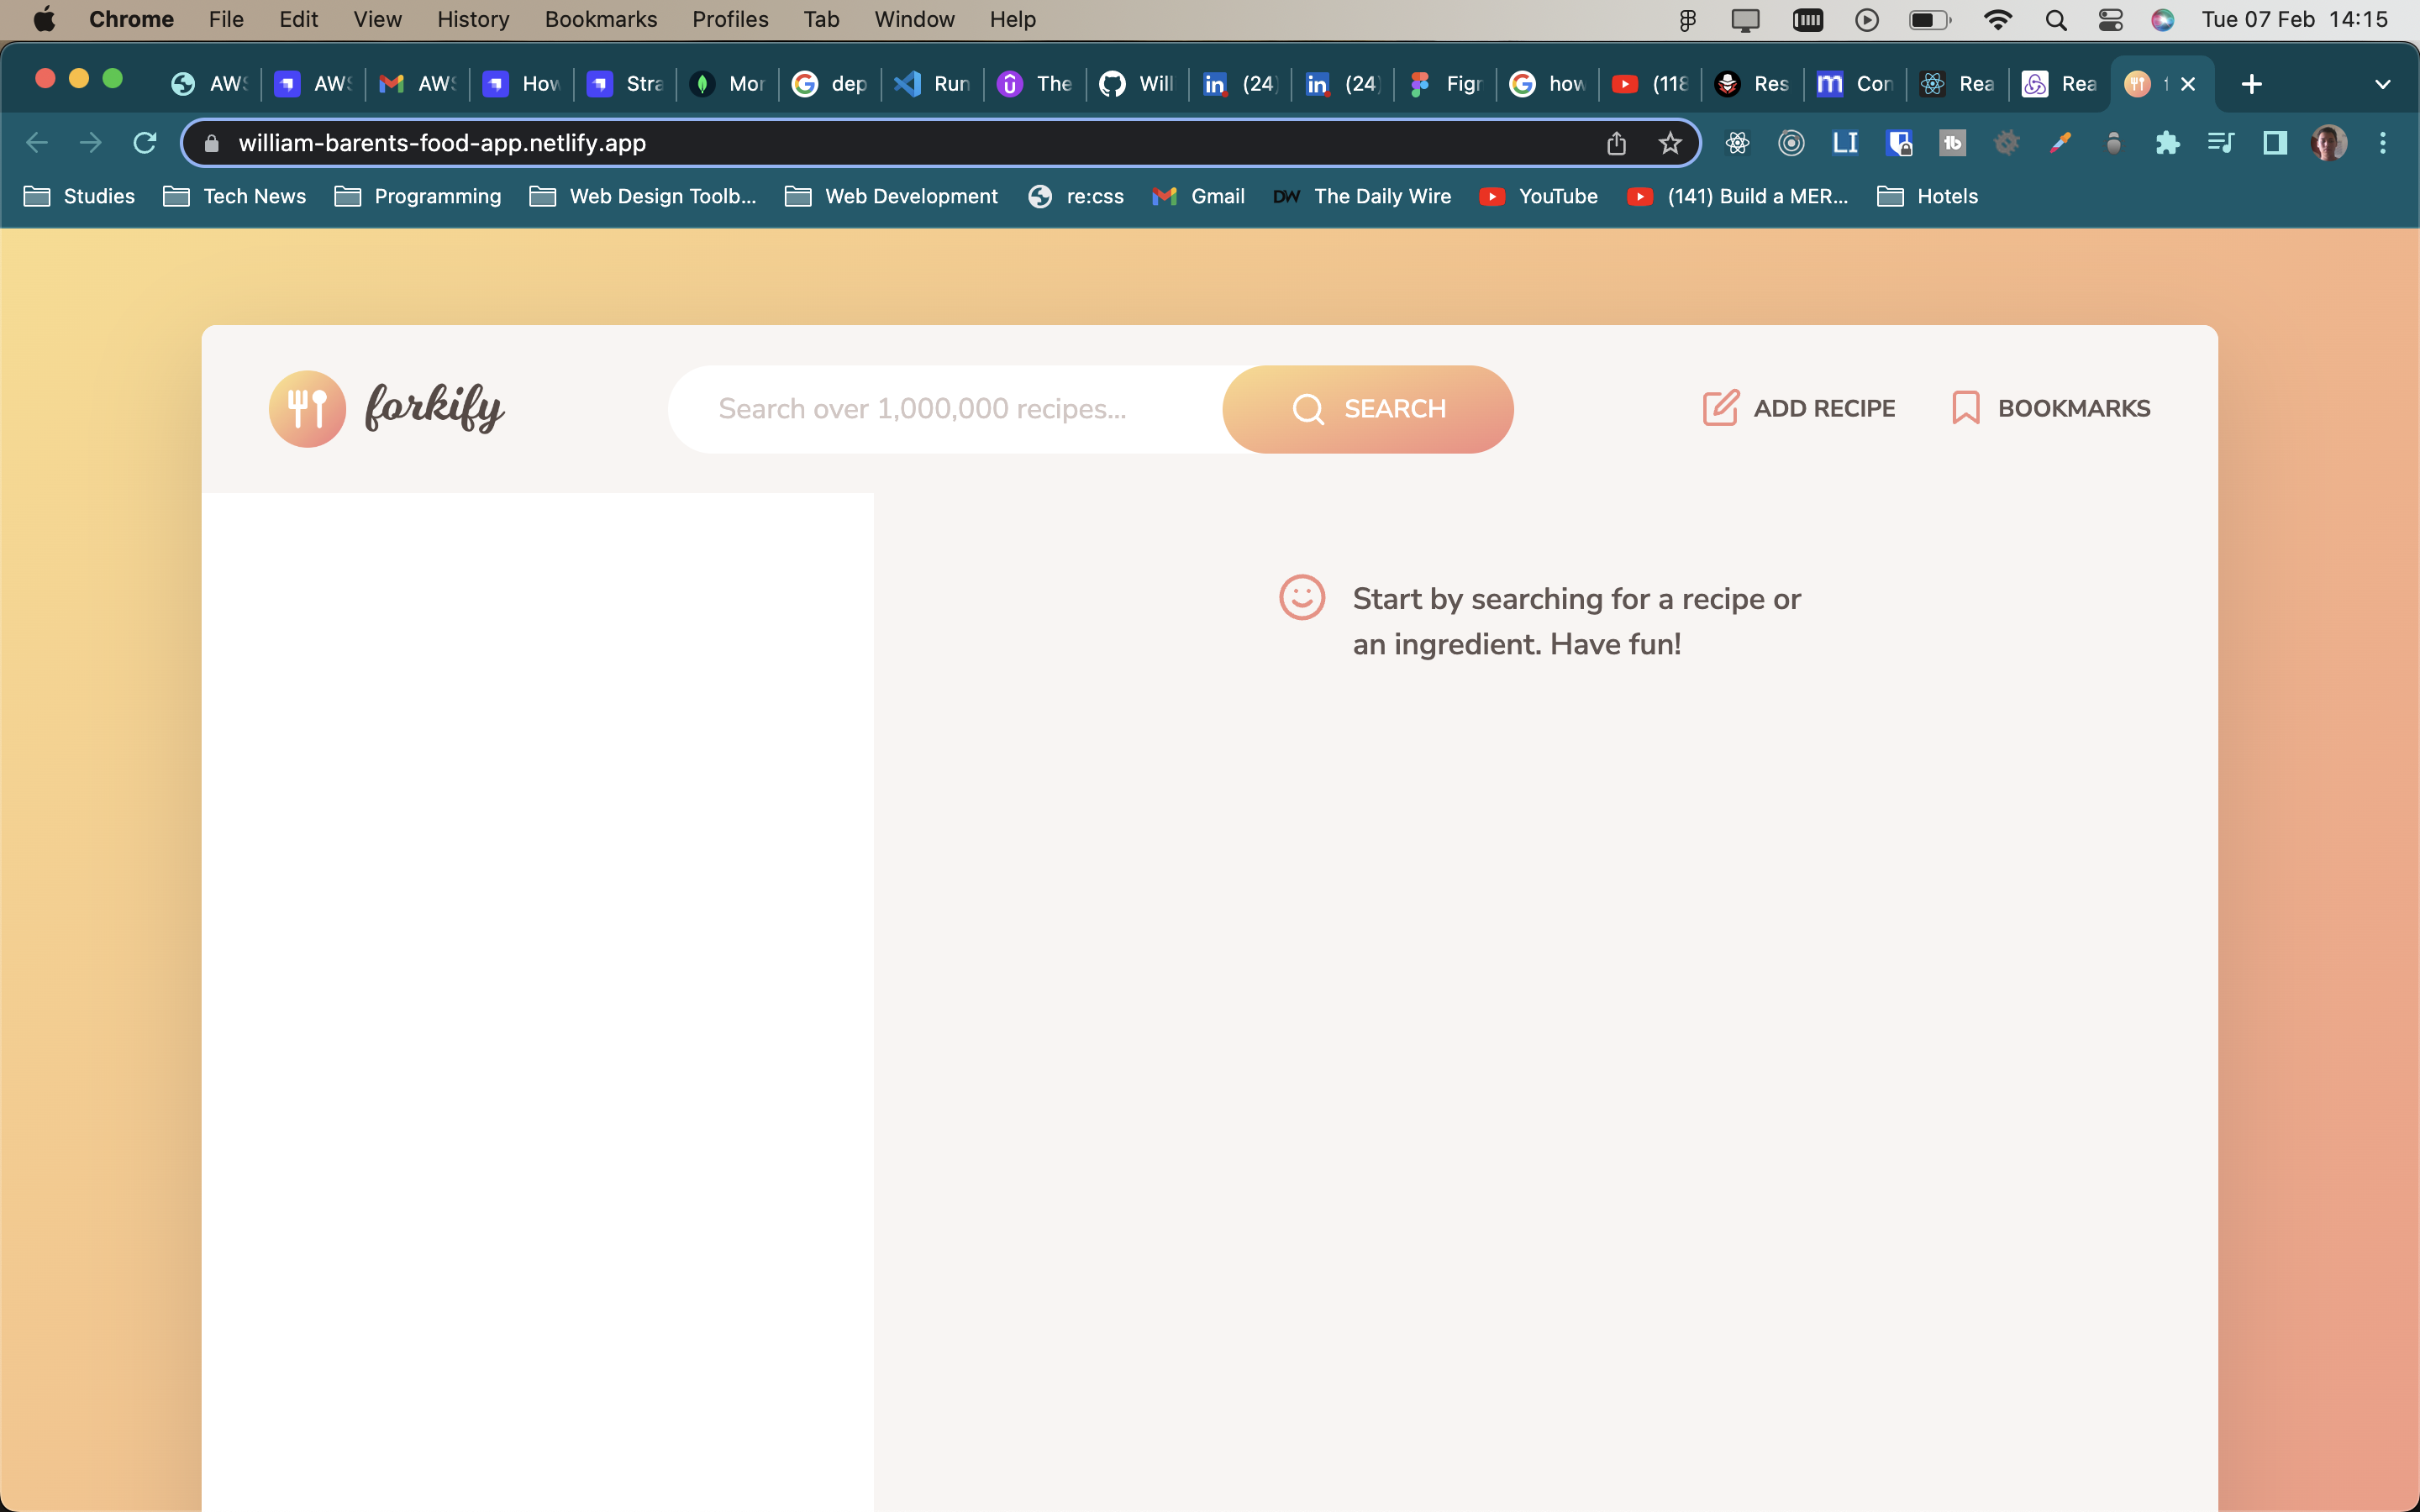 Chrome File Edit View History Bookmarks Profiles Tab Window Help Tue 07 Feb 14:15
AWS AWS AWS How Stra Mor dep Run The Will (24) (24) Figr how (118 Res Con Rea Rea
william-barents-food-app.netlify.app LI tb
Studies Tech News Programming Web Design Toolb... Web Development re:css Gmail DW The Daily Wire YouTube (141) Build a MER... Hotels
forkify Search over 1,000,000 recipes... SEARCH ADD RECIPE BOOKMARKS
Start by searching for a recipe or
an ingredient. Have fun!